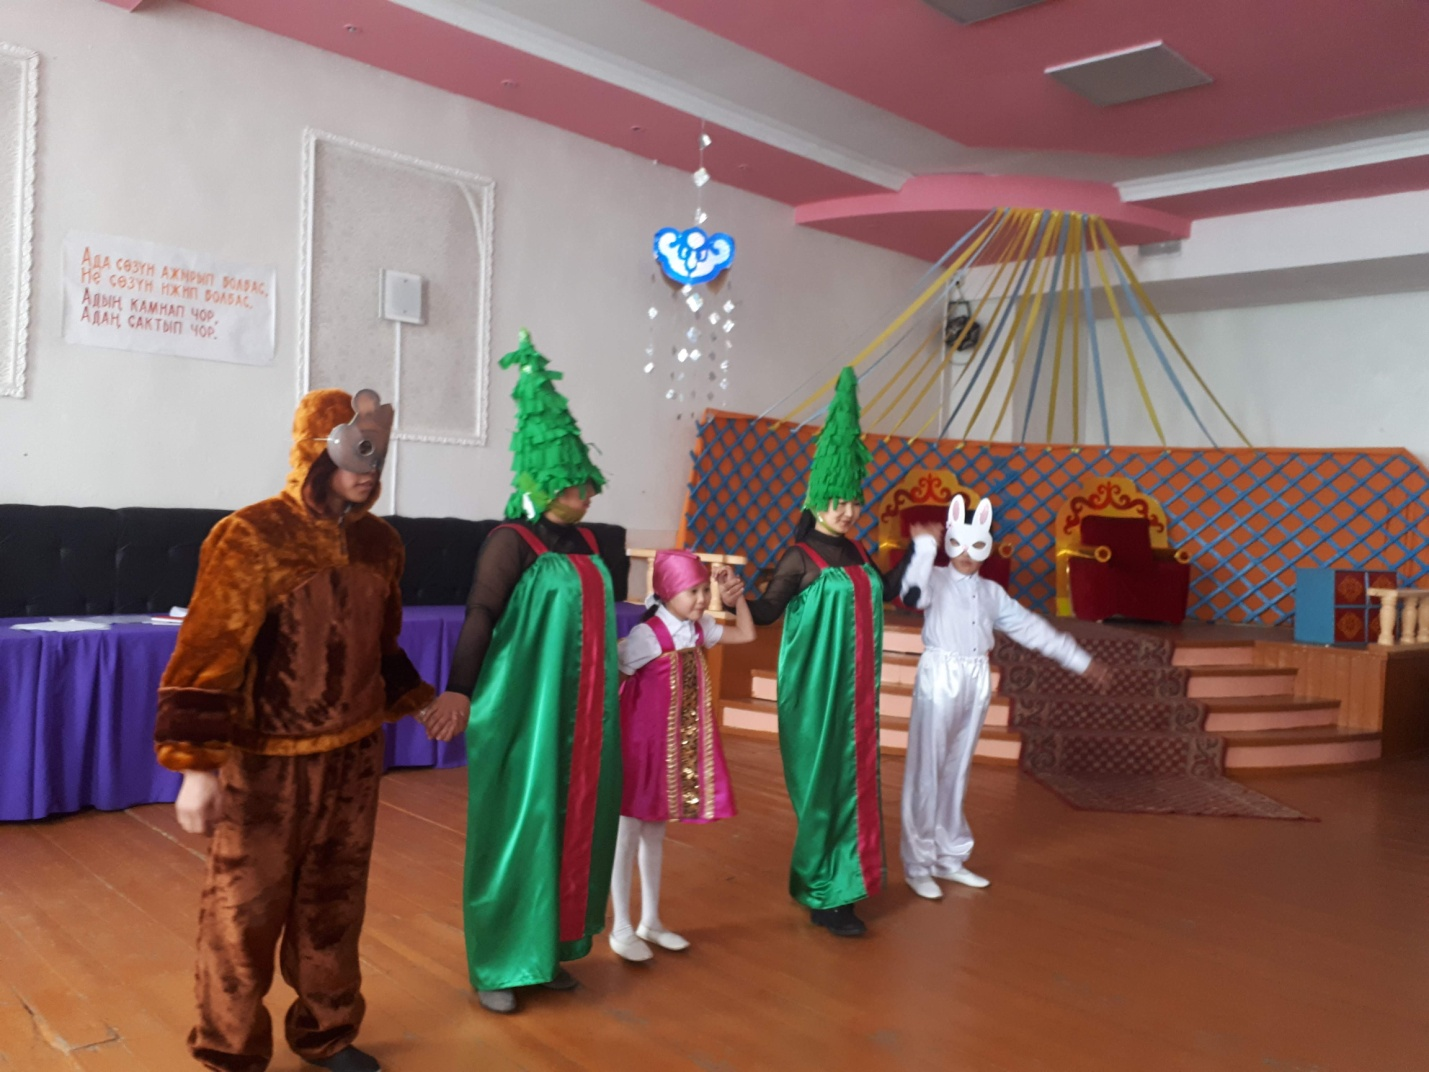 Ада сөзүн ажырып болбас,
Ие сөзүн ижип болбас.
Адың камнап чор,
Адаң сактып чор.